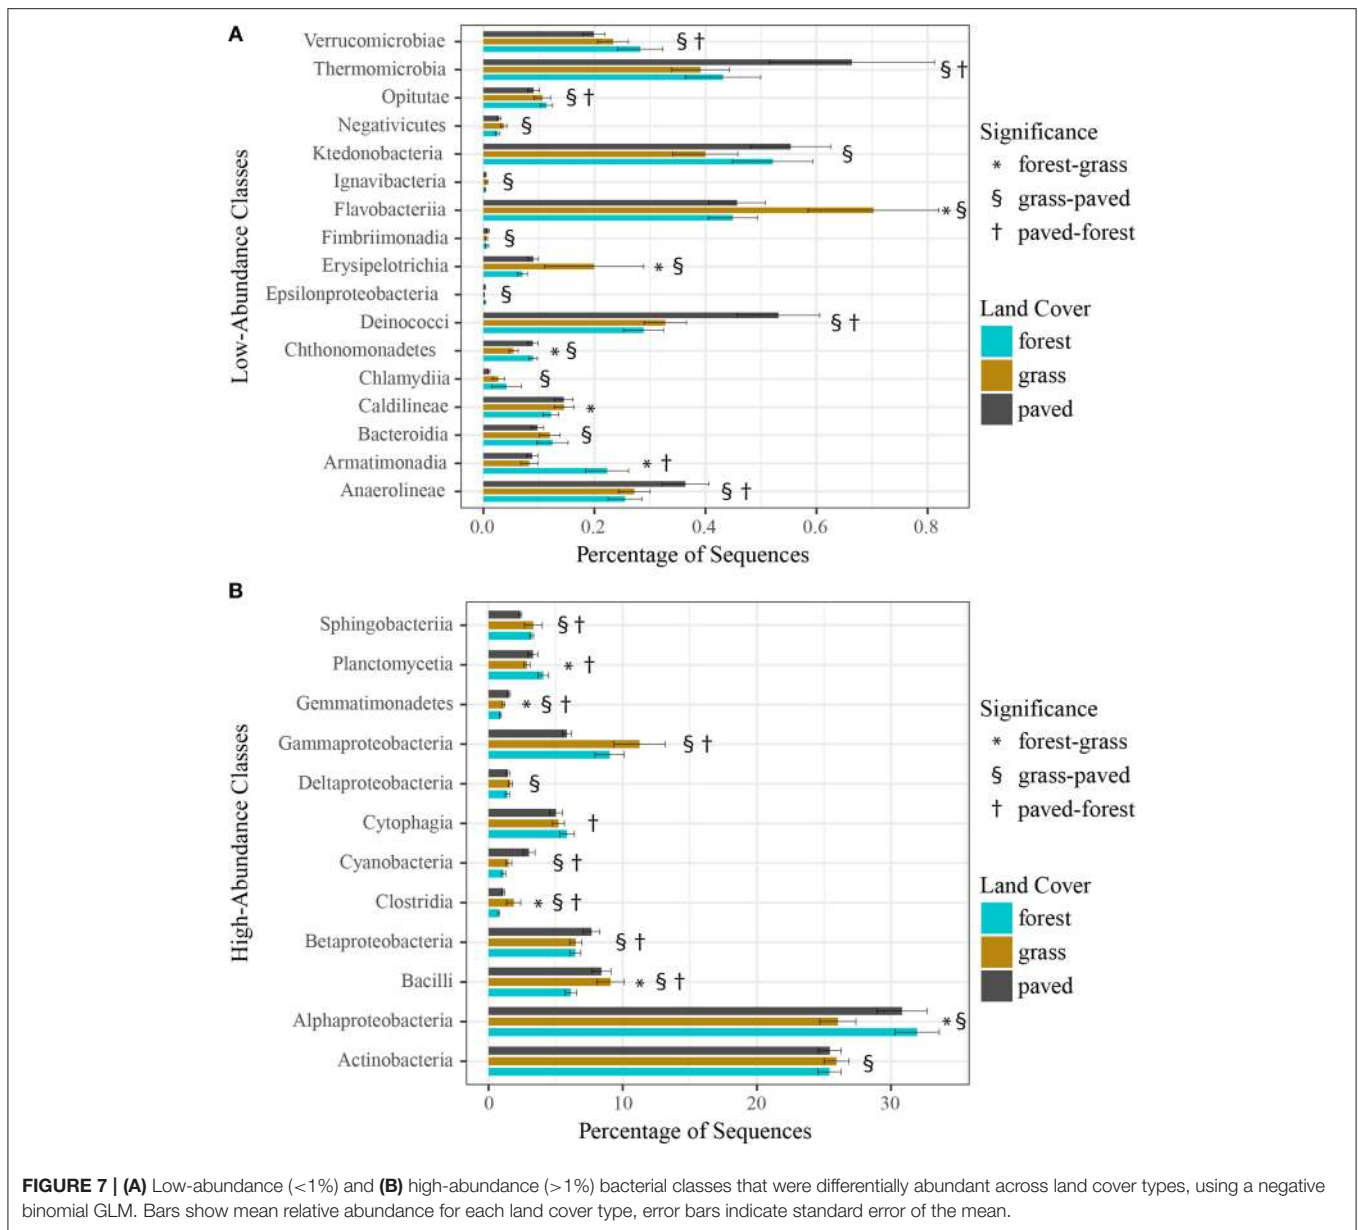 A
Verrucomicrobiae § †
Thermomicrobia § †
Opitutae § †
Negativicutes §
Ktedonobacteria §
Ignavibacteria §
Flavobacteriia * §
Fimbriimonadia §
Erysipelotrichia * §
Epsilonproteobacteria §
Deinococci § †
Chthonomonadetes * §
Chlamydiia §
Caldilineae *
Bacteroidia §
Armatimonadia * †
Anaerolineae § †
Low-Abundance Classes
0.0 0.2 0.4 0.6 0.8
Percentage of Sequences
Significance
* forest-grass
§ grass-paved
† paved-forest
Land Cover
forest
grass
paved
B
Sphingobacteriia § †
Planctomycetia * †
Gemmatimonadetes * § †
Gammaproteobacteria § †
Deltaproteobacteria §
Cytophagia †
Cyanobacteria § †
Clostridia * § †
Betaproteobacteria § †
Bacilli * § †
Alphaproteobacteria * §
Actinobacteria §
High-Abundance Classes
0 10 20 30
Percentage of Sequences
Significance
* forest-grass
§ grass-paved
† paved-forest
Land Cover
forest
grass
paved
FIGURE 7 | (A) Low-abundance (<1%) and (B) high-abundance (>1%) bacterial classes that were differentially abundant across land cover types, using a negative
binomial GLM. Bars show mean relative abundance for each land cover type, error bars indicate standard error of the mean.